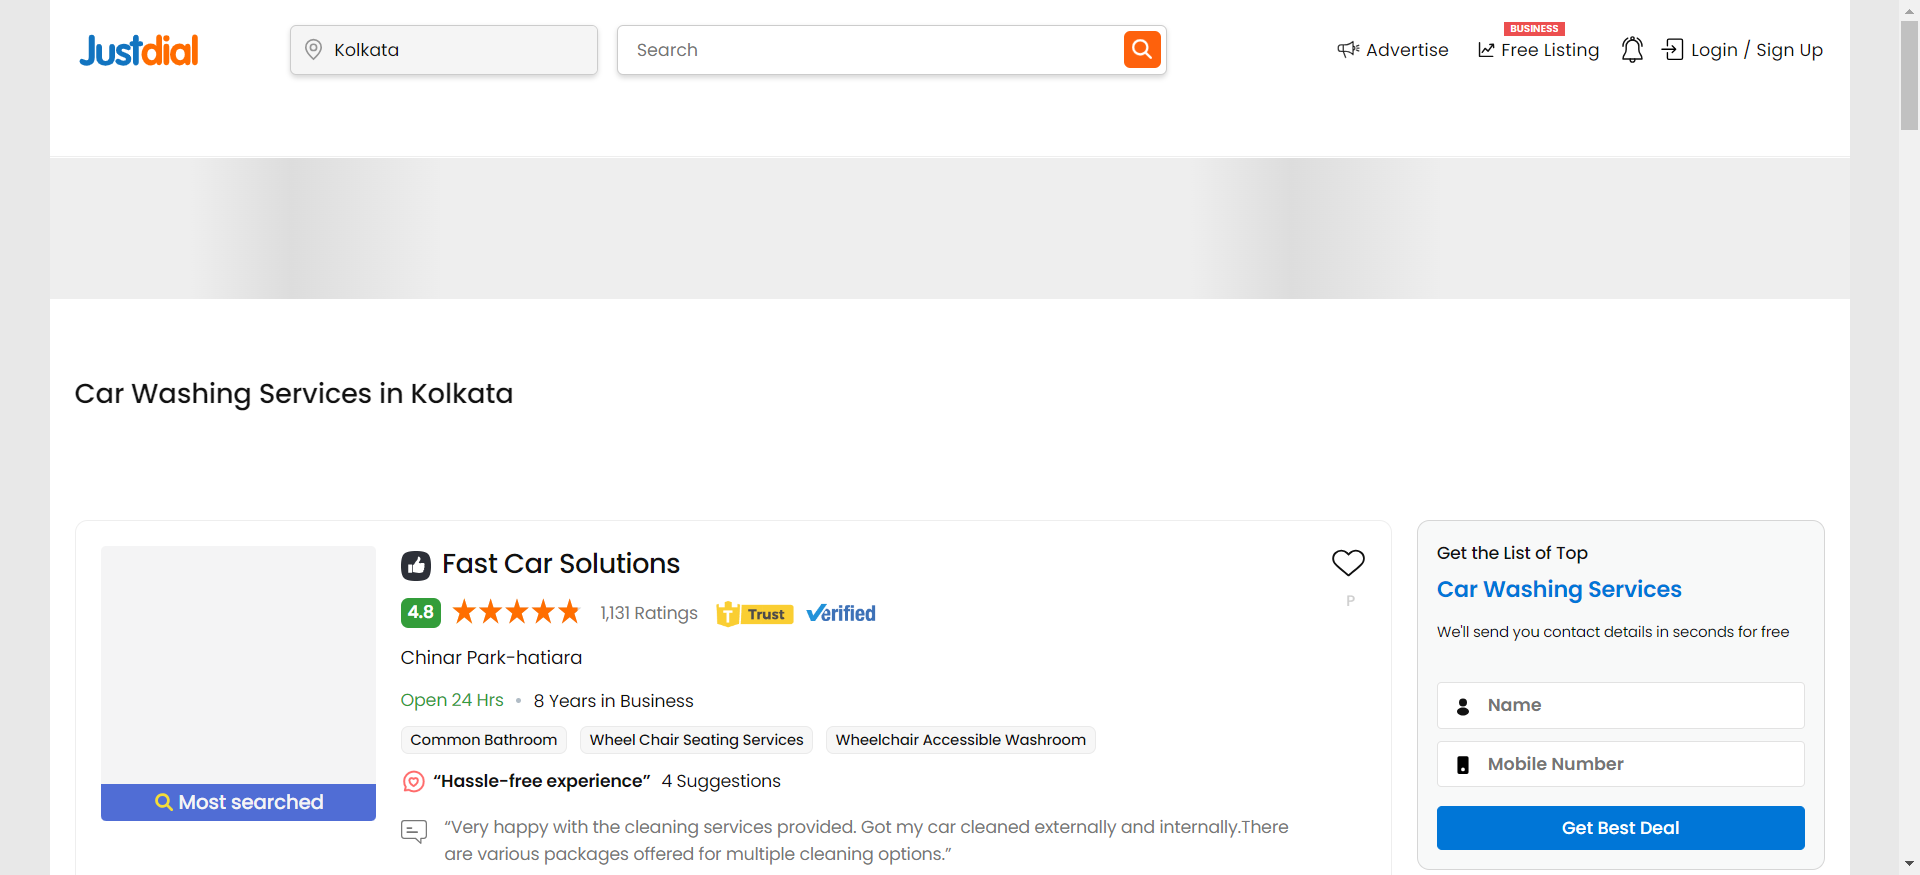 Justdial
Kolkata
Search
Advertise
BUSINESS
Free Listing
Login / Sign Up
Car Washing Services in Kolkata
Fast Car Solutions
4.8
1,131 Ratings
T Trust
Verified
P
Chinar Park-hatiara
Open 24 Hrs • 8 Years in Business
Common Bathroom
Wheel Chair Seating Services
Wheelchair Accessible Washroom
“Hassle-free experience” 4 Suggestions
Most searched
“Very happy with the cleaning services provided. Got my car cleaned externally and internally.There
are various packages offered for multiple cleaning options.”
Get the List of Top
Car Washing Services
We'll send you contact details in seconds for free
Name
Mobile Number
Get Best Deal